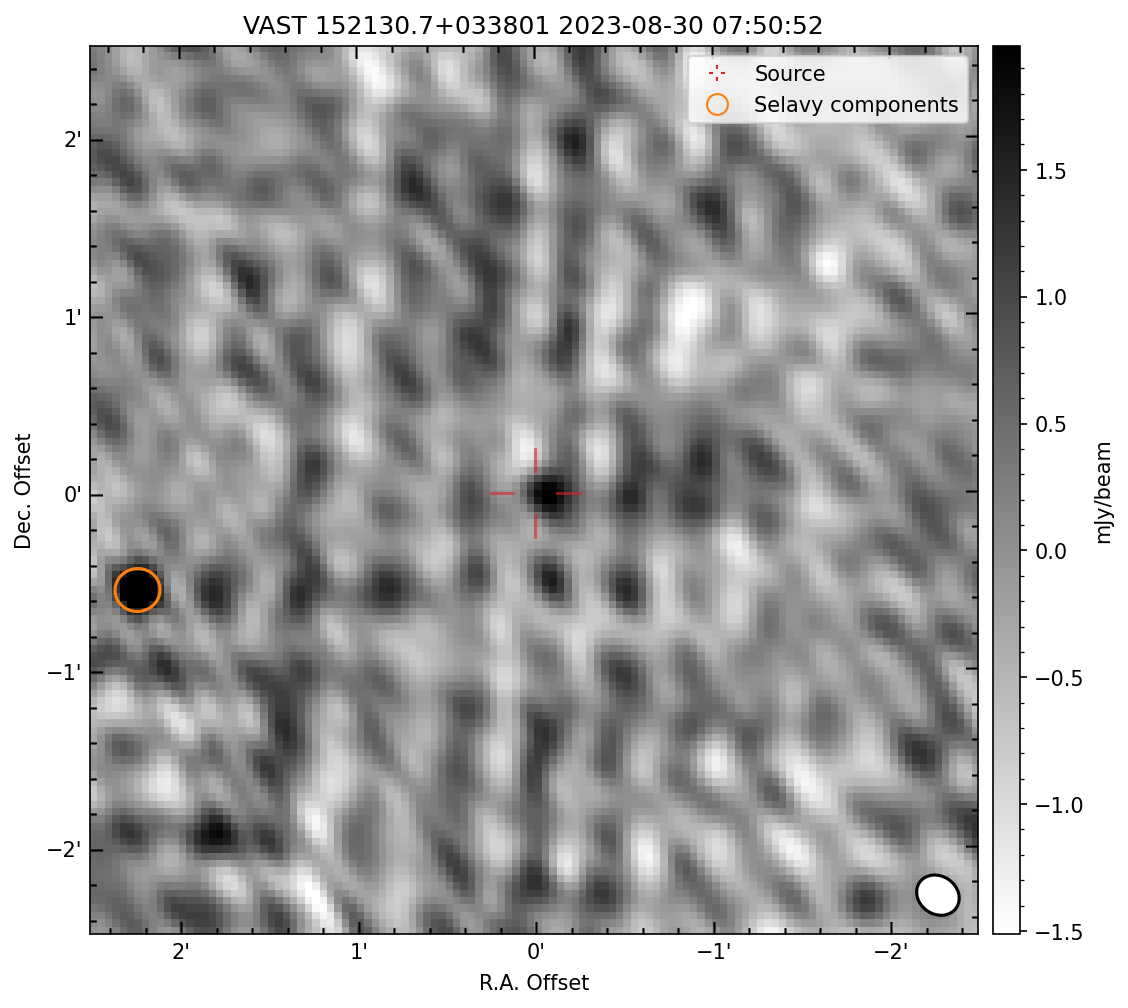 VAST 152130.7+033801 2023-08-30 07:50:52
Source
Selavy components
2'
1'
0'
−1'
−2'
Dec. Offset
2'
1'
0'
−1'
−2'
R.A. Offset
1.5
1.0
0.5
0.0
−0.5
−1.0
−1.5
mJy/beam